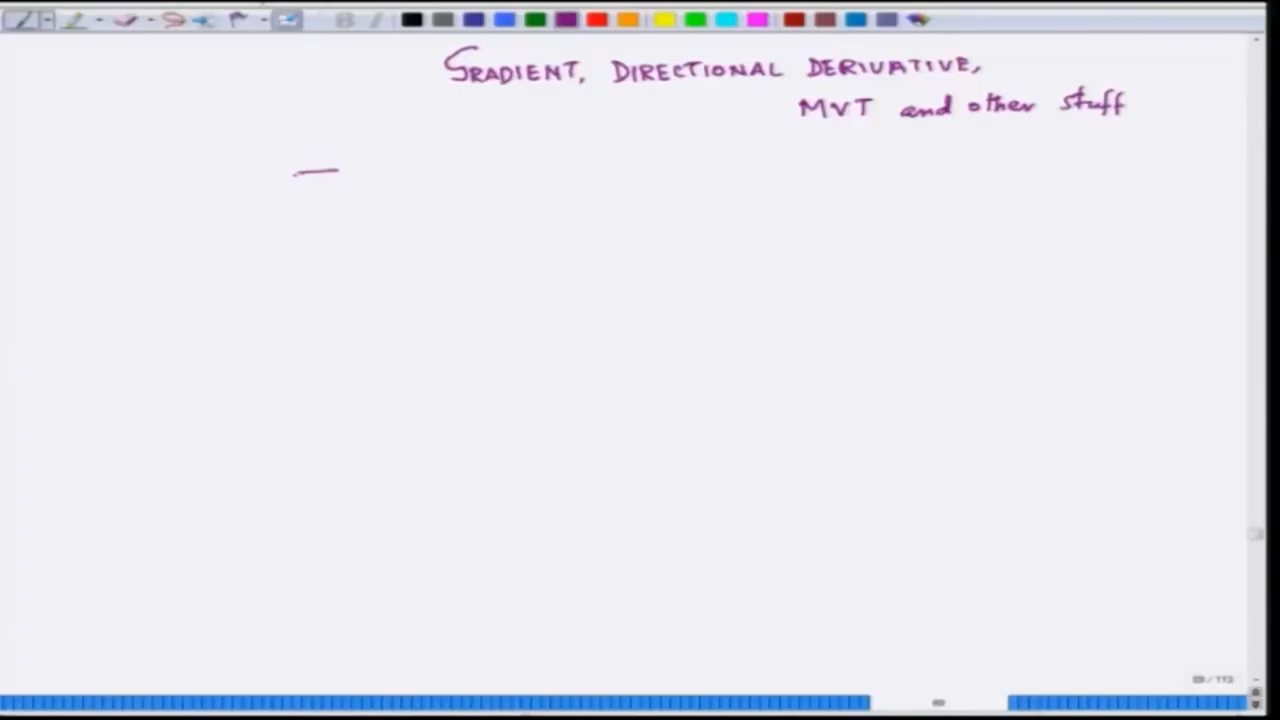 GRADIENT, DIRECTIONAL DERIVATIVE,
MVT and other stuff